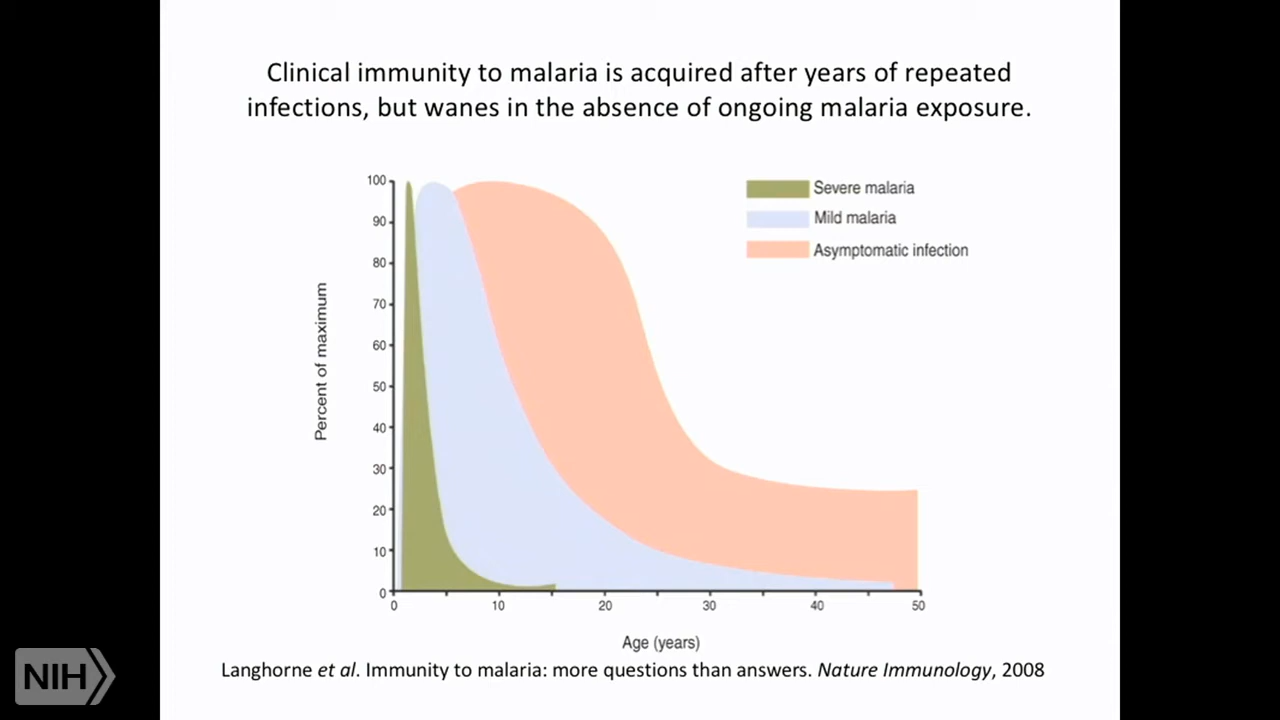 Clinical immunity to malaria is acquired after years of repeated
infections, but wanes in the absence of ongoing malaria exposure.
100
90
80
70
60
50
40
30
20
10
0
Percent of maximum
Severe malaria
Mild malaria
Asymptomatic infection
0 10 20 30 40 50
Age (years)
Langhorne et al. Immunity to malaria: more questions than answers. Nature Immunology, 2008
NIH